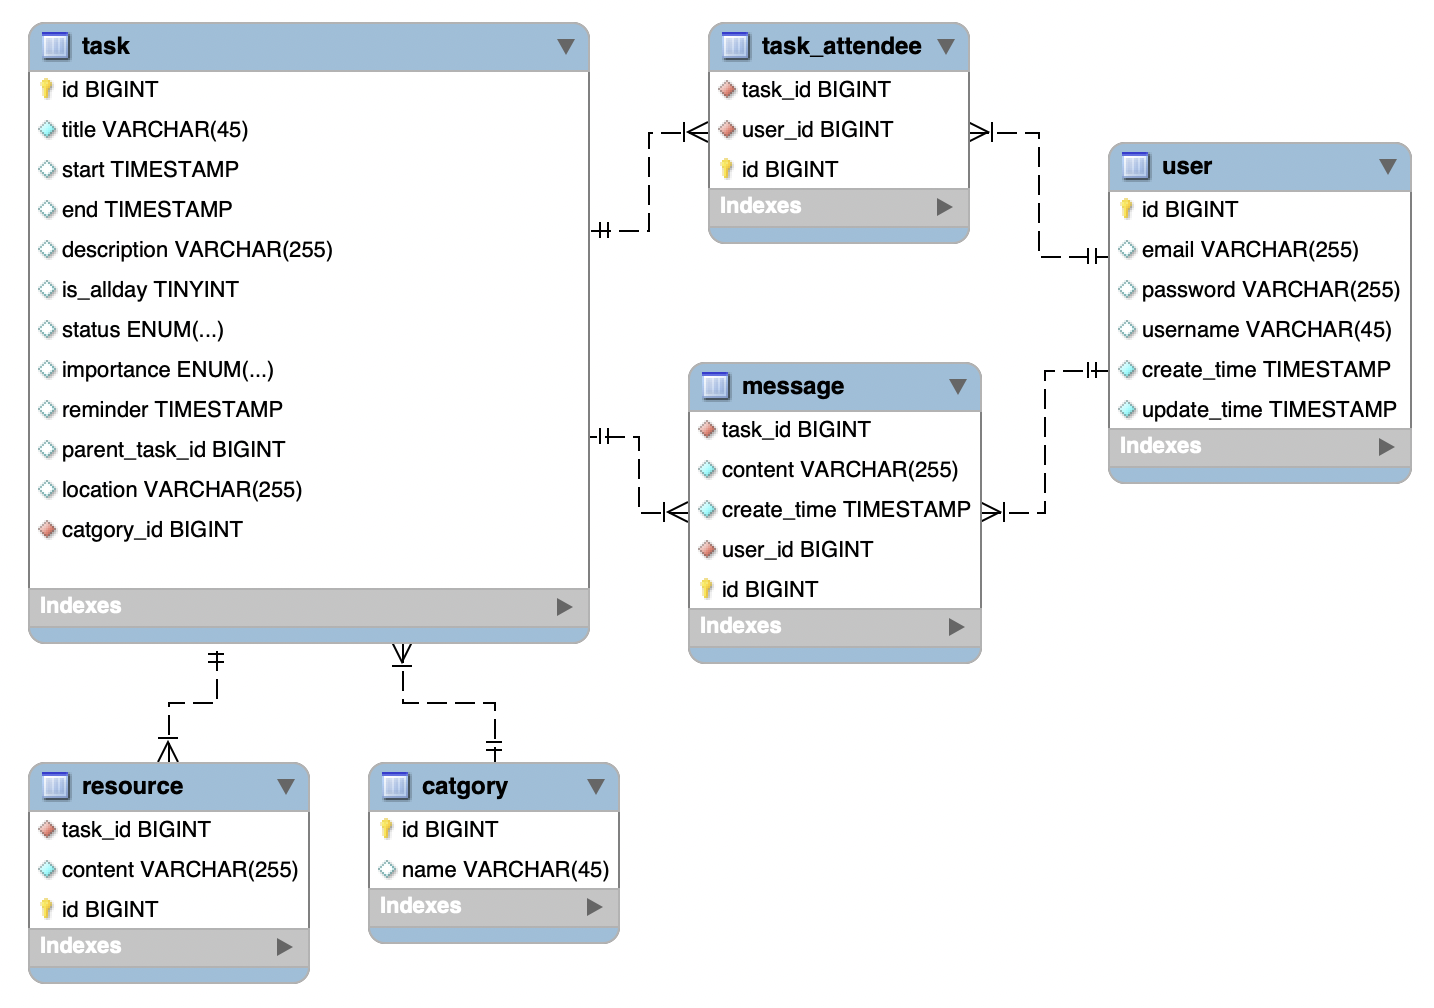 task
id BIGINT
title VARCHAR(45)
start TIMESTAMP
end TIMESTAMP
description VARCHAR(255)
is_allday TINYINT
status ENUM(...)
importance ENUM(...)
reminder TIMESTAMP
parent_task_id BIGINT
location VARCHAR(255)
catgory_id BIGINT
Indexes
task_attendee
task_id BIGINT
user_id BIGINT
id BIGINT
Indexes
user
id BIGINT
email VARCHAR(255)
password VARCHAR(255)
username VARCHAR(45)
create_time TIMESTAMP
update_time TIMESTAMP
Indexes
message
task_id BIGINT
content VARCHAR(255)
create_time TIMESTAMP
user_id BIGINT
id BIGINT
Indexes
resource
task_id BIGINT
content VARCHAR(255)
id BIGINT
Indexes
catgory
id BIGINT
name VARCHAR(45)
Indexes